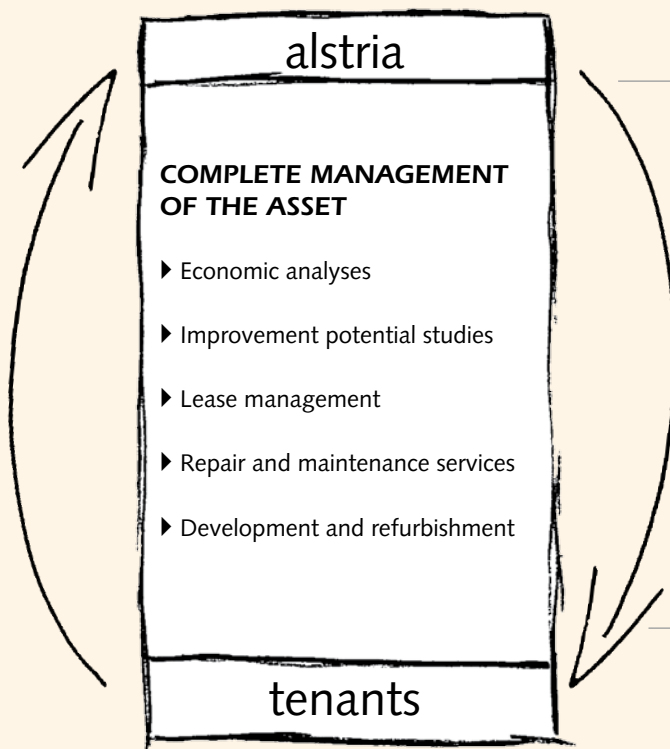 alstria
COMPLETE MANAGEMENT
OF THE ASSET
Economic analyses
Improvement potential studies
Lease management
Repair and maintenance services
Development and refurbishment
tenants